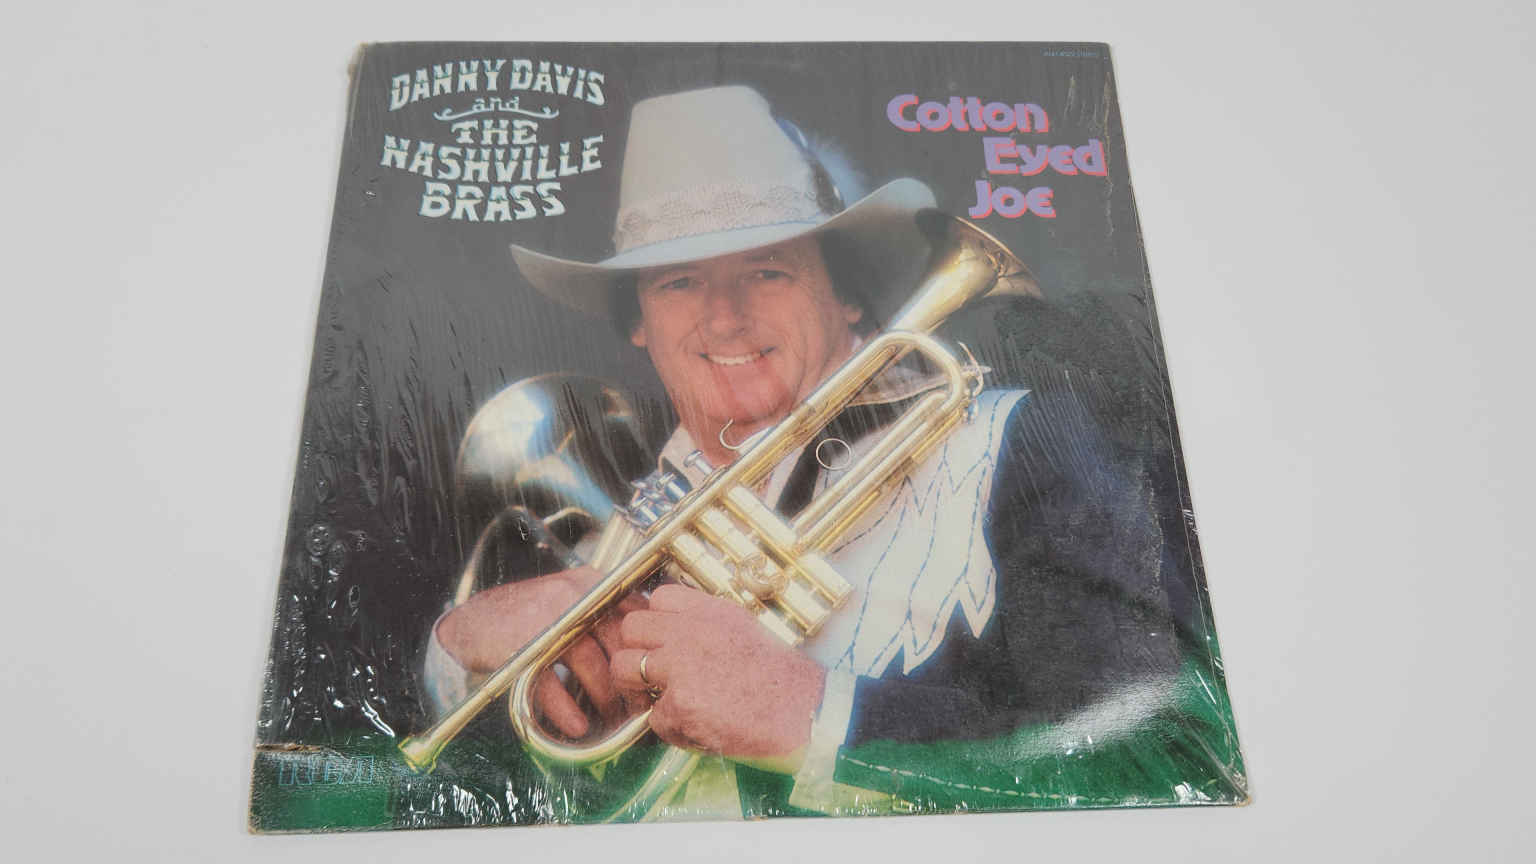 DANNY DAVIS
and
THE
NASHVILLE
BRASS
Cotton
Eyed
Joe
RCA